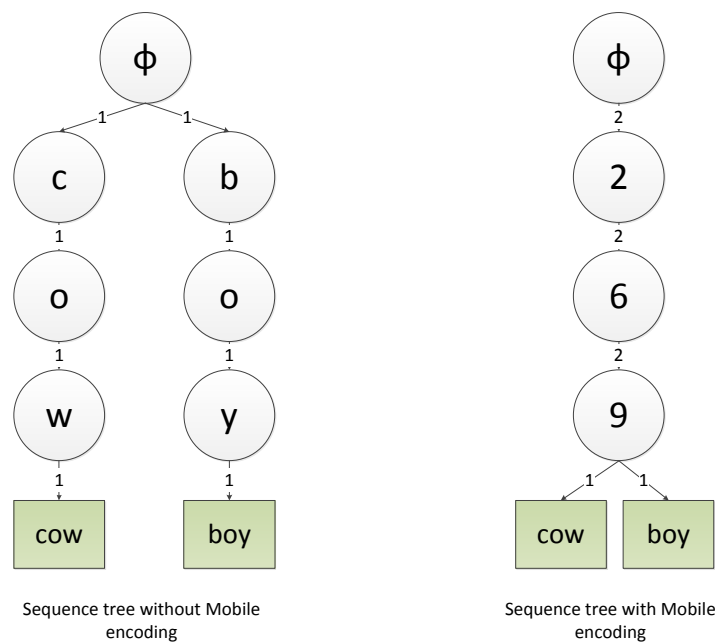 φ
1 1
c b
1 1
o o
1 1
w y
1 1
cow boy
Sequence tree without Mobile
encoding
φ
2
2
2
6
2
9
1 1
cow boy
Sequence tree with Mobile
encoding